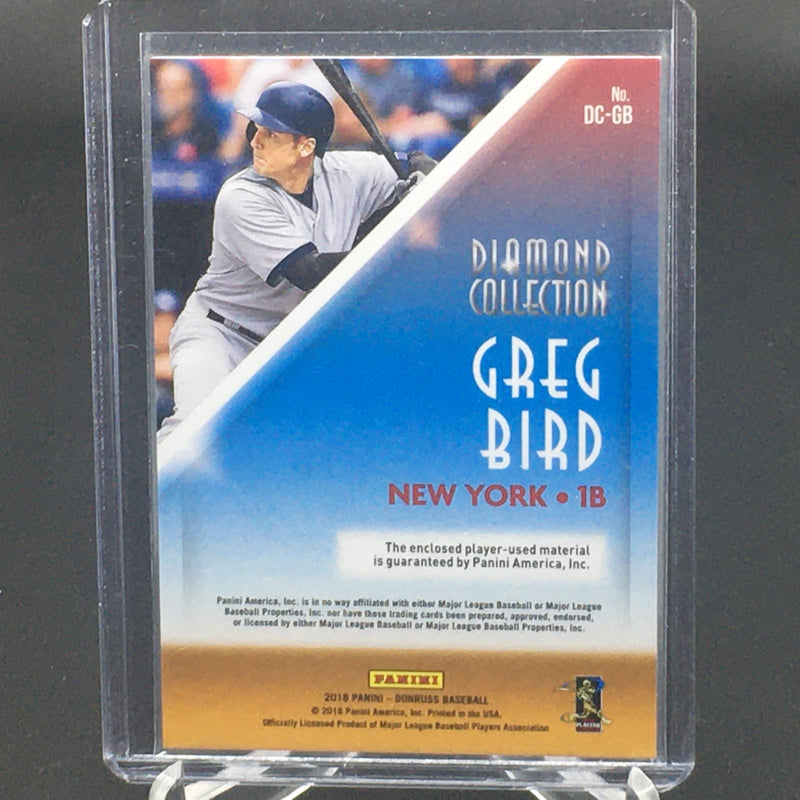 No.
DC-GB
DIAMOND
COLLECTION
GREG
BIRD
NEW YORK • 1B
The enclosed player-used material
is guaranteed by Panini America, Inc.
Panini America, Inc. is in no way affiliated with either Major League Baseball or Major League
Baseball Properties, Inc. nor have these trading cards been prepared, approved, endorsed,
or licensed by either Major League Baseball or Major League Baseball Properties, Inc.
PANINI
2018 PANINI – DONRUSS BASEBALL
© 2018 Panini America, Inc. Printed in the USA.
Officially Licensed Product of Major League Baseball Players Association
PLAYERS